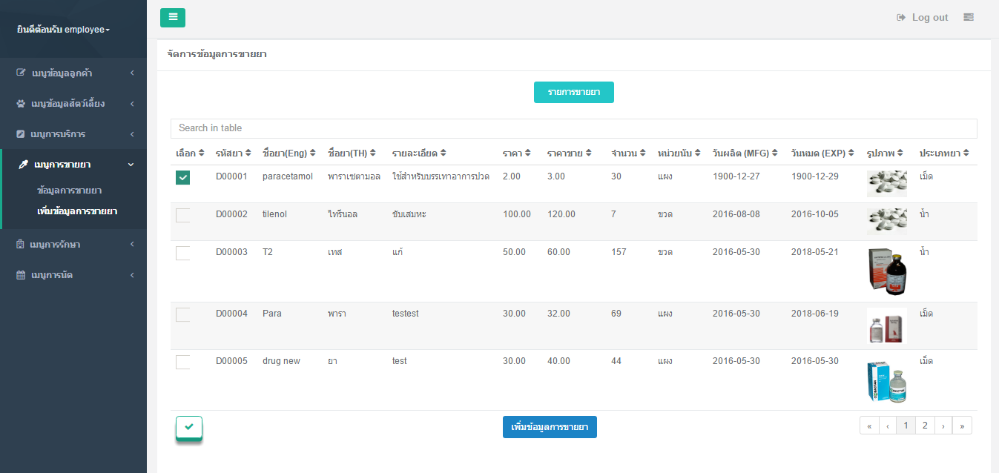 ยินดีต้อนรับ employee
Log out
เมนูข้อมูลลูกค้า
เมนูข้อมูลสัตว์เลี้ยง
เมนูการบริการ
เมนูการขายยา
ข้อมูลการขายยา
เพิ่มข้อมูลการขายยา
เมนูการรักษา
เมนูการนัด
จัดการข้อมูลการขายยา
รายการขายยา
Search in table
เลือก รหัสยา ชื่อยา(Eng) ชื่อยา(TH) รายละเอียด ราคา ราคาขาย จำนวน หน่วยนับ วันผลิต (MFG) วันหมด (EXP) รูปภาพ ประเภทยา
D00001 paracetamol พาราเซตามอล ใช้สำหรับบรรเทาอาการปวด 2.00 3.00 30 แผง 1900-12-27 1900-12-29 เม็ด
D00002 tilenol ไทรีนอล ขับเสมหะ 100.00 120.00 7 ขวด 2016-08-08 2016-10-05 น้ำ
D00003 T2 เทส แก้ 50.00 60.00 157 ขวด 2016-05-30 2018-05-21 น้ำ
D00004 Para พารา testest 30.00 32.00 69 แผง 2016-05-30 2018-06-19 เม็ด
D00005 drug new ยา test 30.00 40.00 44 แผง 2016-05-30 2016-05-30 เม็ด
เพิ่มข้อมูลการขายยา
« ‹ 1 2 › »